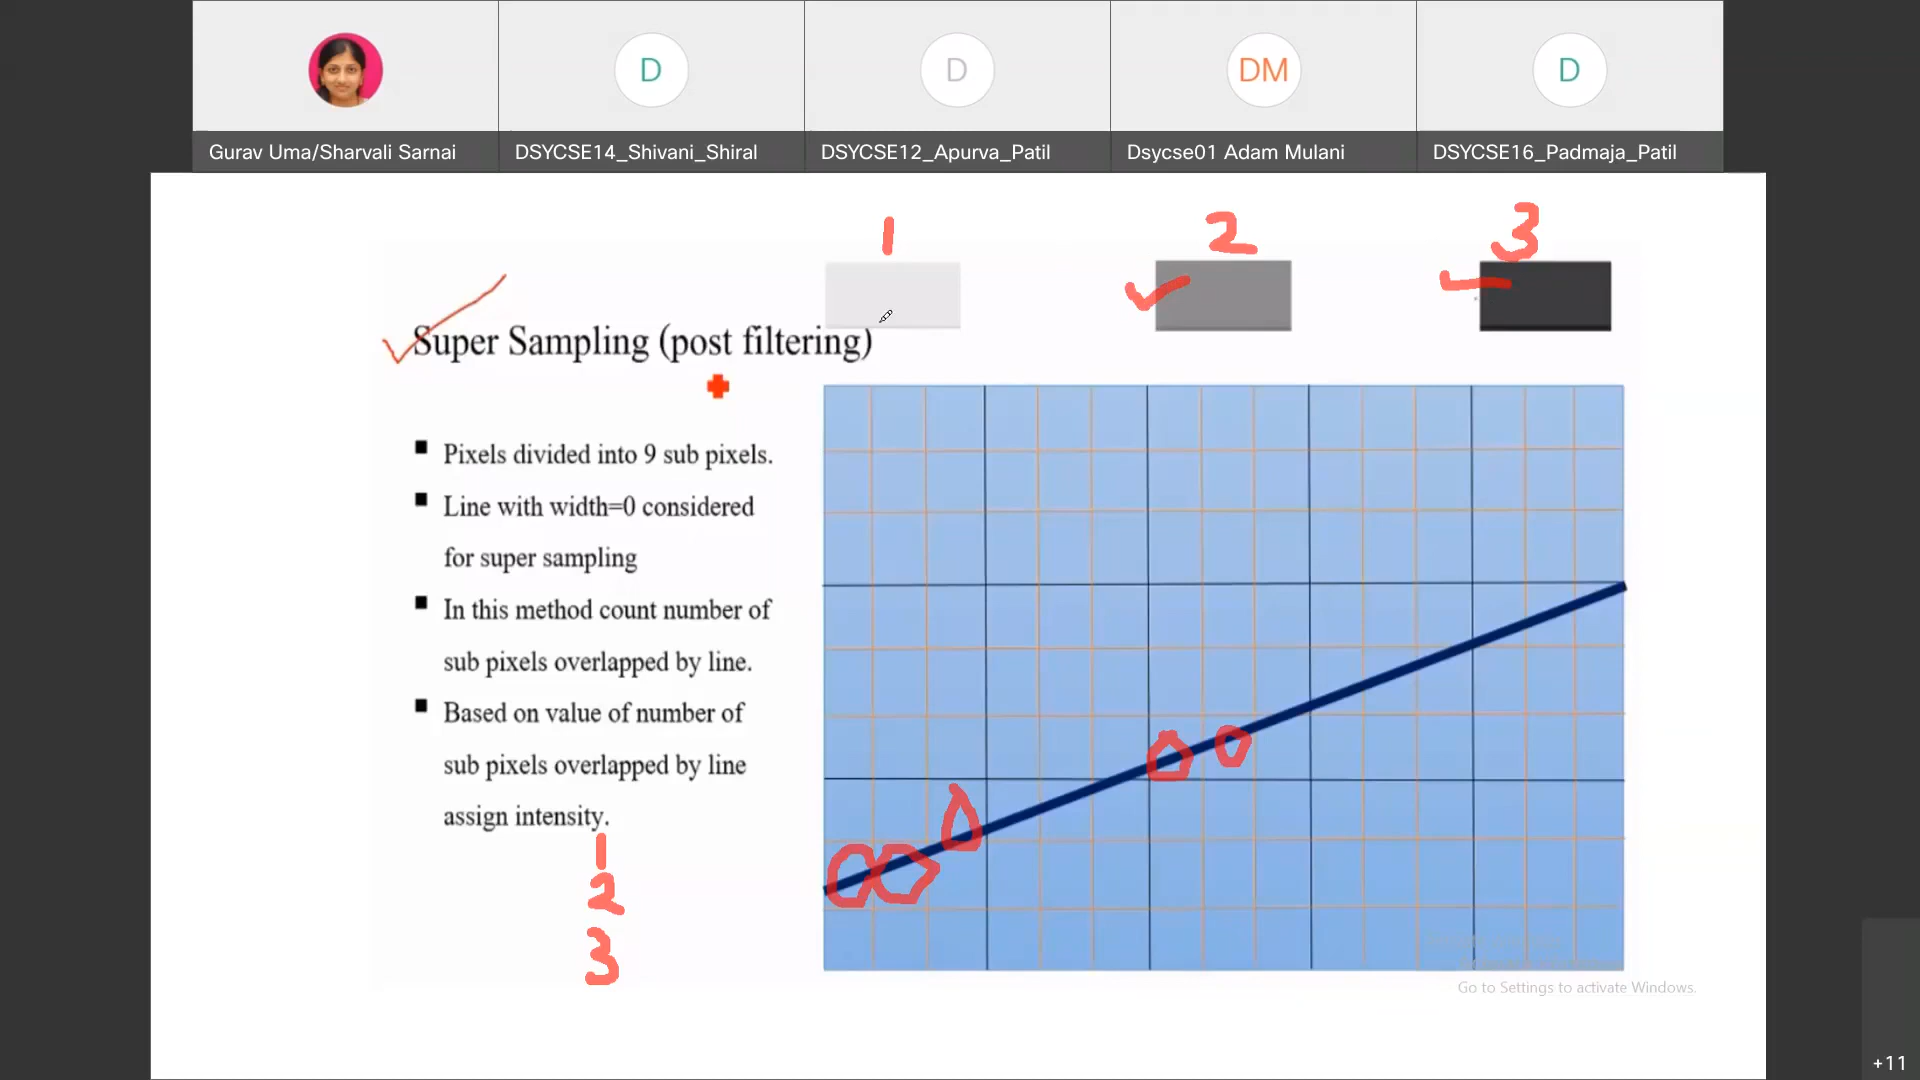 D
D
DM
D
Gurav Uma/Sharvali Sarnai
DSYCSE14_Shivani_Shiral
DSYCSE12_Apurva_Patil
Dsycse01 Adam Mulani
DSYCSE16_Padmaja_Patil
1
2
3
Super Sampling (post filtering)
Pixels divided into 9 sub pixels.
Line with width=0 considered
for super sampling
In this method count number of
sub pixels overlapped by line.
Based on value of number of
sub pixels overlapped by line
assign intensity.
1
2
3
Go to Settings to activate Windows.
+11